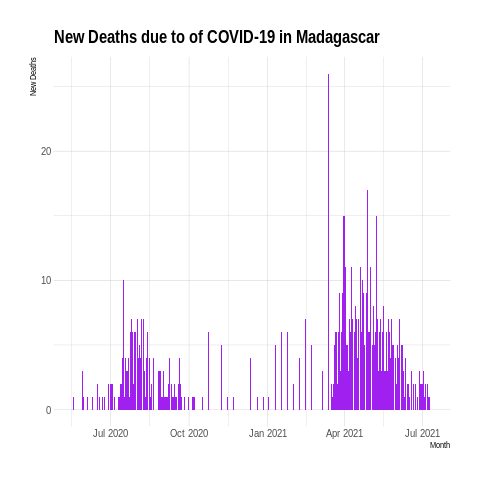 New Deaths due to of COVID-19 in Madagascar
New Deaths
20
10
0
Jul 2020 Oct 2020 Jan 2021 Apr 2021 Jul 2021
Month